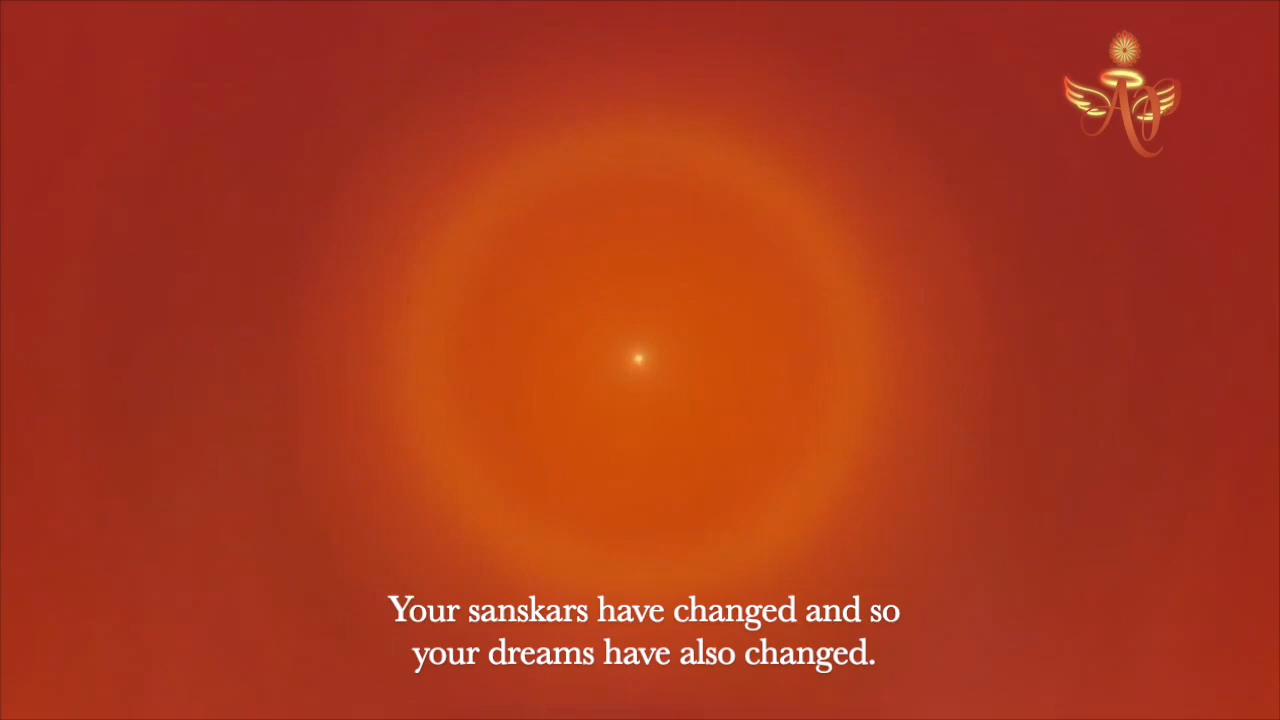 Your sanskars have changed and so
your dreams have also changed.